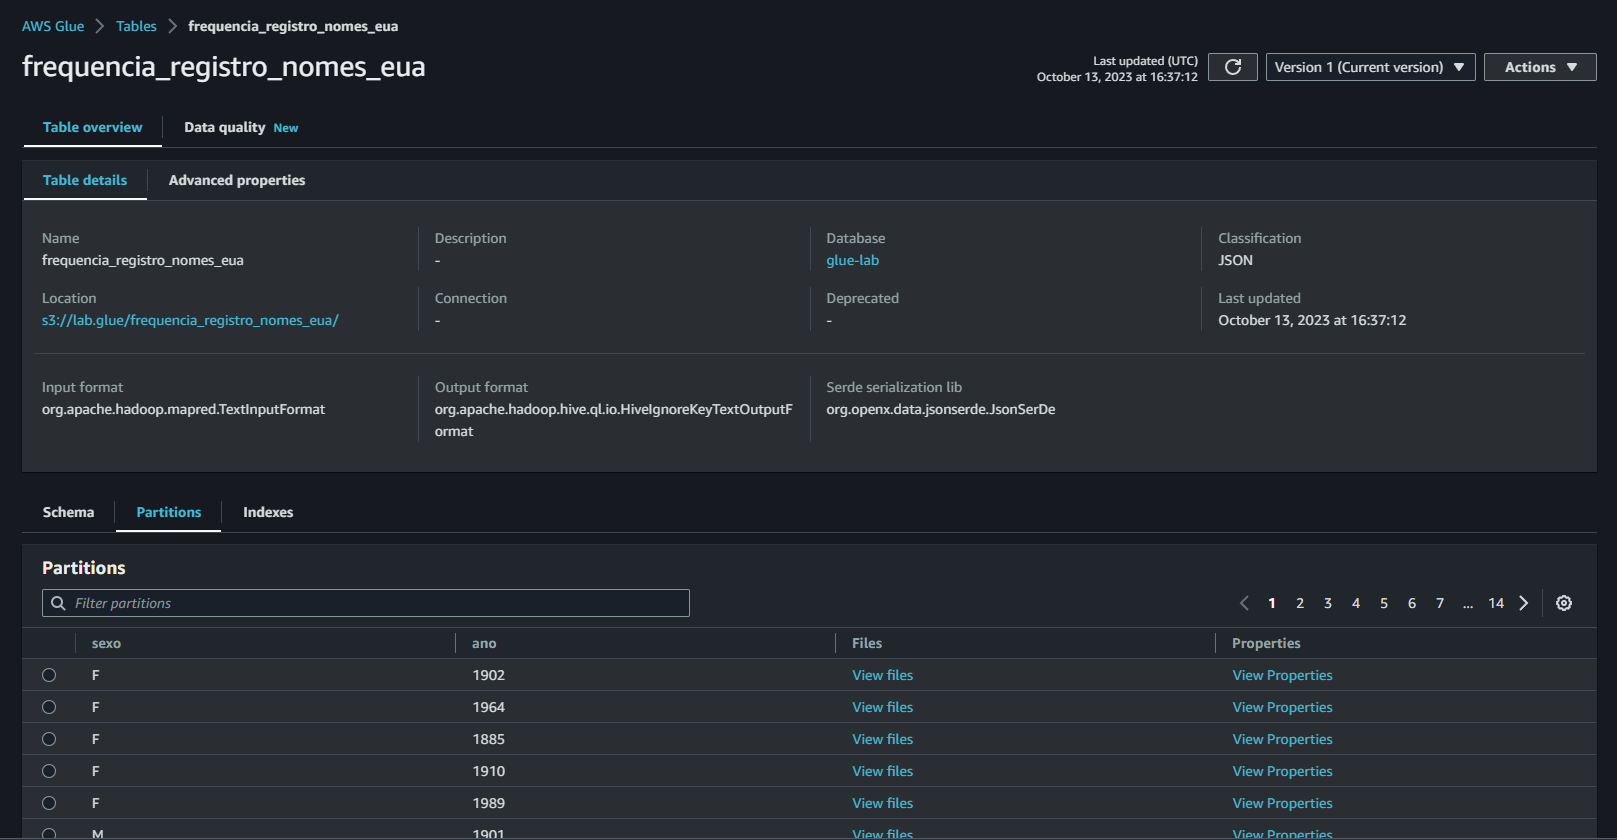 AWS Glue > Tables > frequencia_registro_nomes_eua
frequencia_registro_nomes_eua
Last updated (UTC)
October 13, 2023 at 16:37:12
Version 1 (Current version)
Actions
Table overview
Data quality New
Table details
Advanced properties
Name
frequencia_registro_nomes_eua
Description
-
Database
glue-lab
Classification
JSON
Location
s3://lab.glue/frequencia_registro_nomes_eua/
Connection
-
Deprecated
-
Last updated
October 13, 2023 at 16:37:12
Input format
org.apache.hadoop.mapred.TextInputFormat
Output format
org.apache.hadoop.hive.ql.io.HiveIgnoreKeyTextOutputF
ormat
Serde serialization lib
org.openx.data.jsonserde.JsonSerDe
Schema
Partitions
Indexes
Partitions
Filter partitions
1 2 3 4 5 6 7 ... 14
sexo ano Files Properties
F 1902 View files View Properties
F 1964 View files View Properties
F 1885 View files View Properties
F 1910 View files View Properties
F 1989 View files View Properties
M 1901 View files View Properties